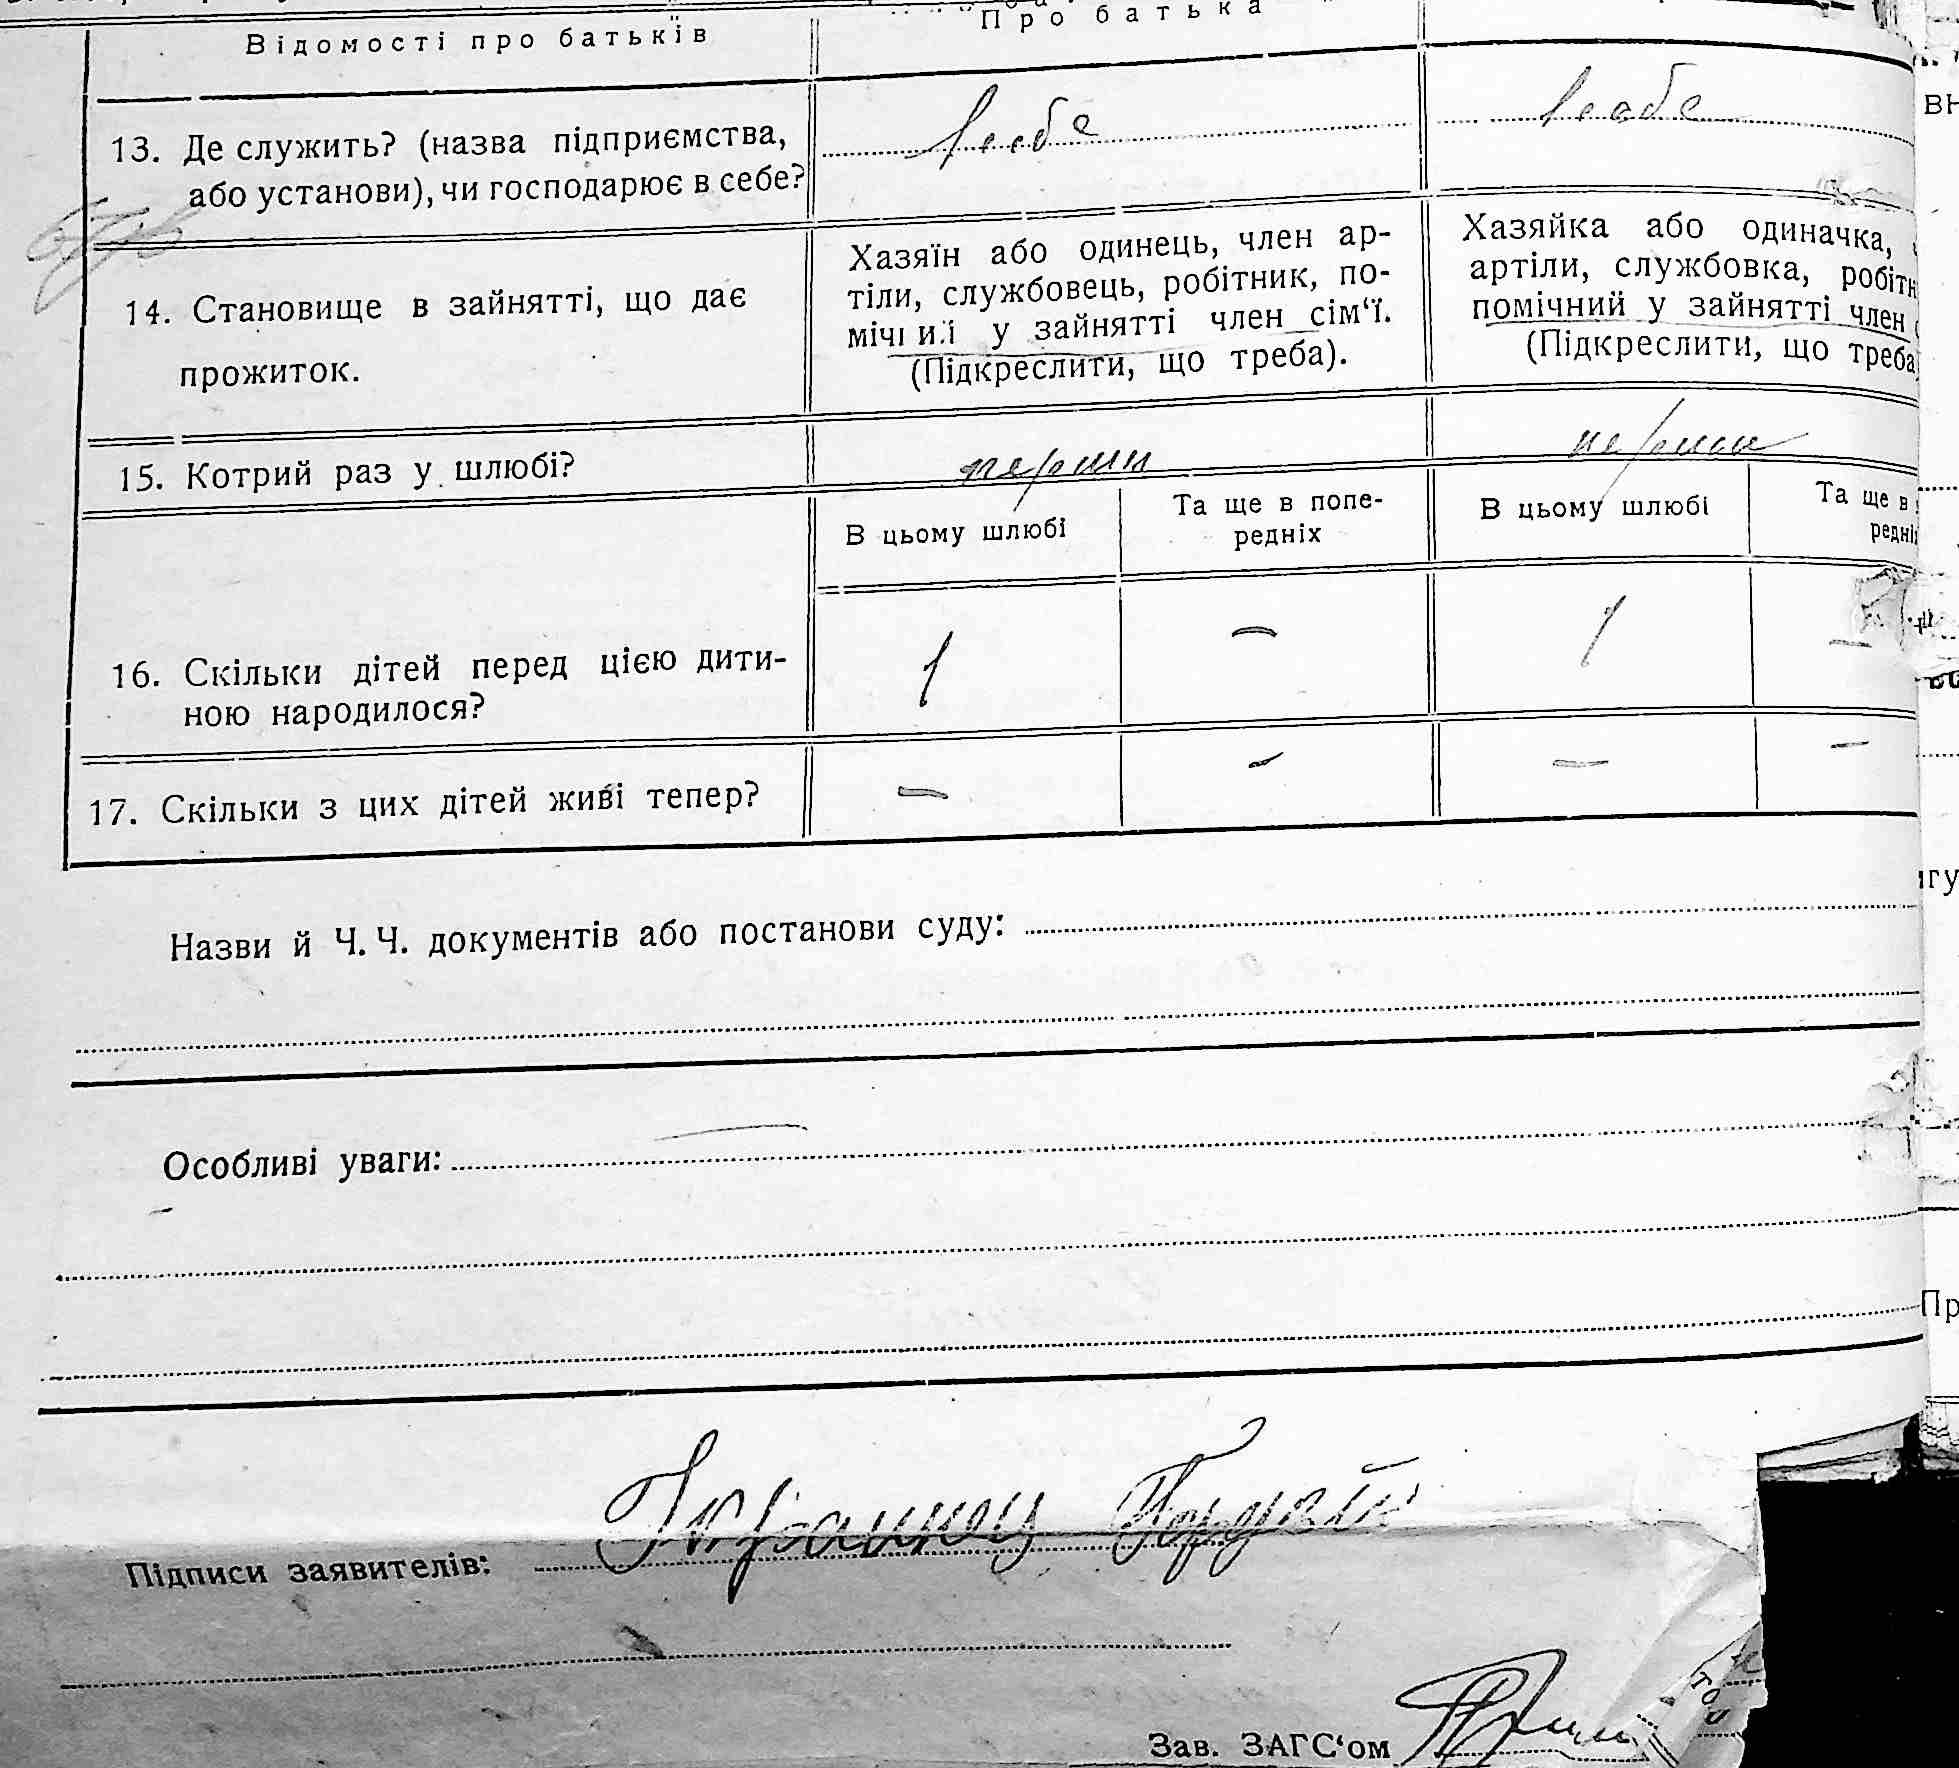 Відомості про батьків
Про батька
13. Де служить? (назва підприємства,
або установи), чи господарює в себе?
в себе
в себе
14. Становище в зайнятті, що дає
прожиток.
Хазяїн або одинець, член ар-
тіли, службовець, робітник, по-
мічний у зайнятті член сім‘ї.
(Підкреслити, що треба).
Хазяйка або одиначка,
артіли, службовка, робітн
помічний у зайнятті член
(Підкреслити, що треба
15. Котрий раз у шлюбі?
перший
перший
В цьому шлюбі
Та ще в попе-
редніх
В цьому шлюбі
Та ще в
редні
16. Скільки дітей перед цією дити-
ною народилося?
1 – 1 –
17. Скільки з цих дітей живі тепер?
– – – –
Назви й Ч. Ч. документів або постанови суду:
Особливі уваги: –
Підписи заявителів:
Зав. ЗАГС‘ом